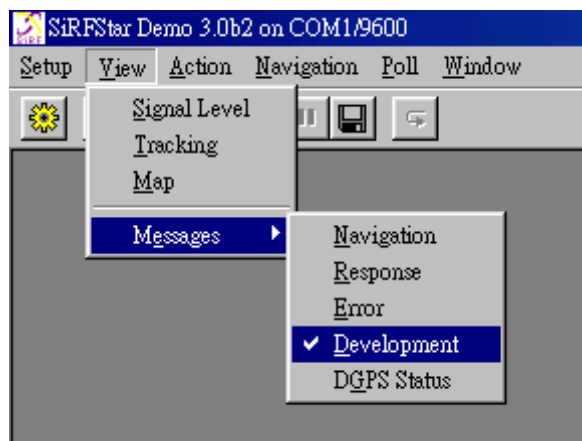 SiRFStar Demo 3.0b2 on COM1/9600
Setup View Action Navigation Poll Window
Signal Level
Tracking
Map
Messages
Navigation
Response
Error
Development
DGPS Status